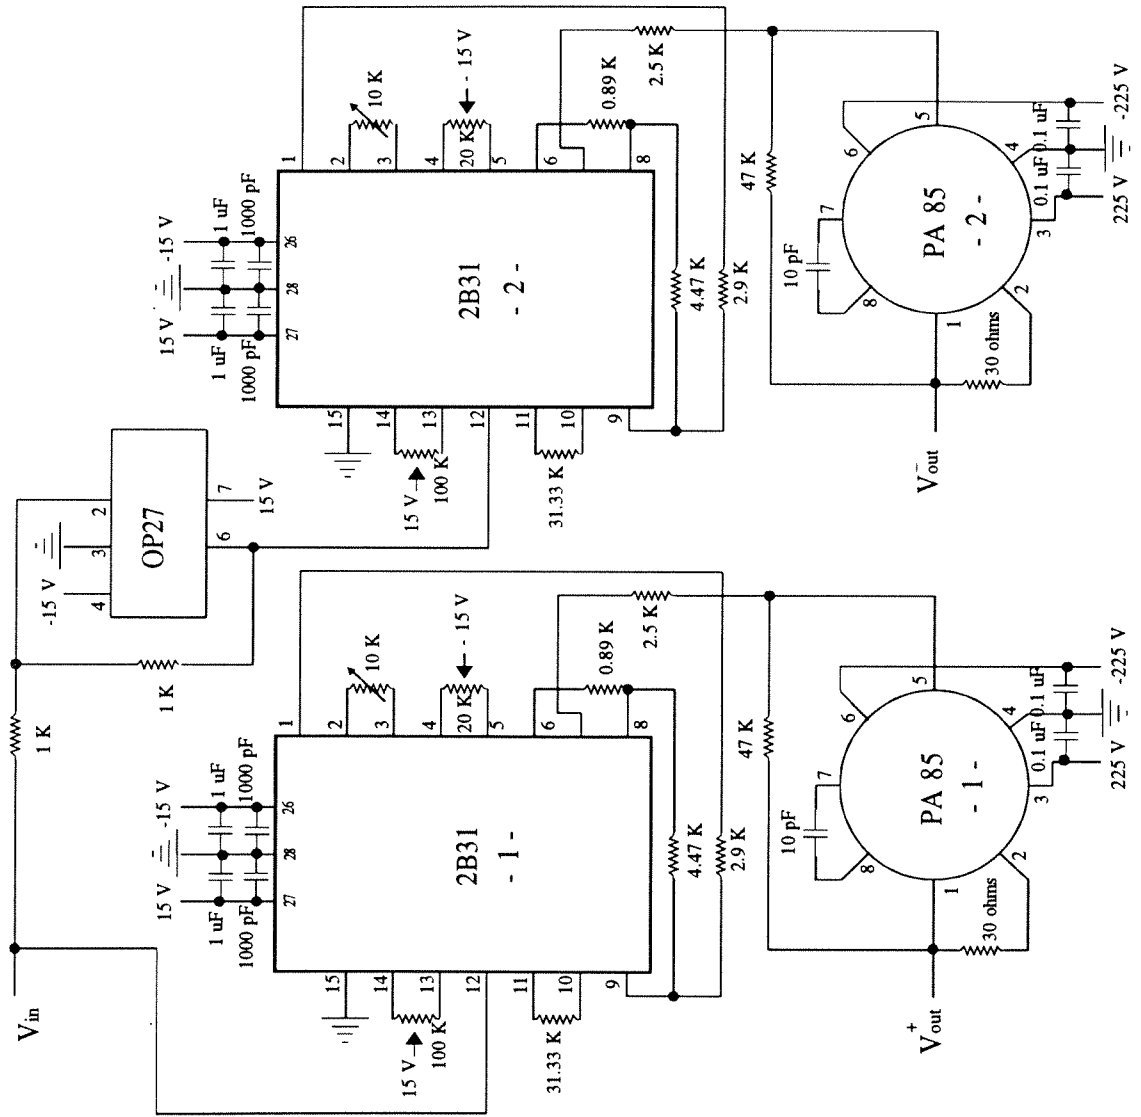 V_in
1 K
1 K
-15 V
4
3
2
OP27
6
7
15 V
15 V
-15 V
1 uF
1 uF
1000 pF
1000 pF
27
28
26
15
14
13
12
11
10
9
15 V
100 K
31.33 K
2B31
- 1 -
1
2
3
4
5
6
8
10 K
20 K
- 15 V
0.89 K
2.5 K
4.47 K
2.9 K
47 K
10 pF
8
7
6
5
4
3
2
1
PA 85
- 1 -
30 ohms
0.1 uF
0.1 uF
225 V
-225 V
V+out
15 V
-15 V
1 uF
1 uF
1000 pF
1000 pF
27
28
26
15
14
13
12
11
10
9
15 V
100 K
31.33 K
2B31
- 2 -
1
2
3
4
5
6
8
10 K
20 K
- 15 V
0.89 K
2.5 K
4.47 K
2.9 K
47 K
10 pF
8
7
6
5
4
3
2
1
PA 85
- 2 -
30 ohms
0.1 uF
0.1 uF
225 V
-225 V
V-out